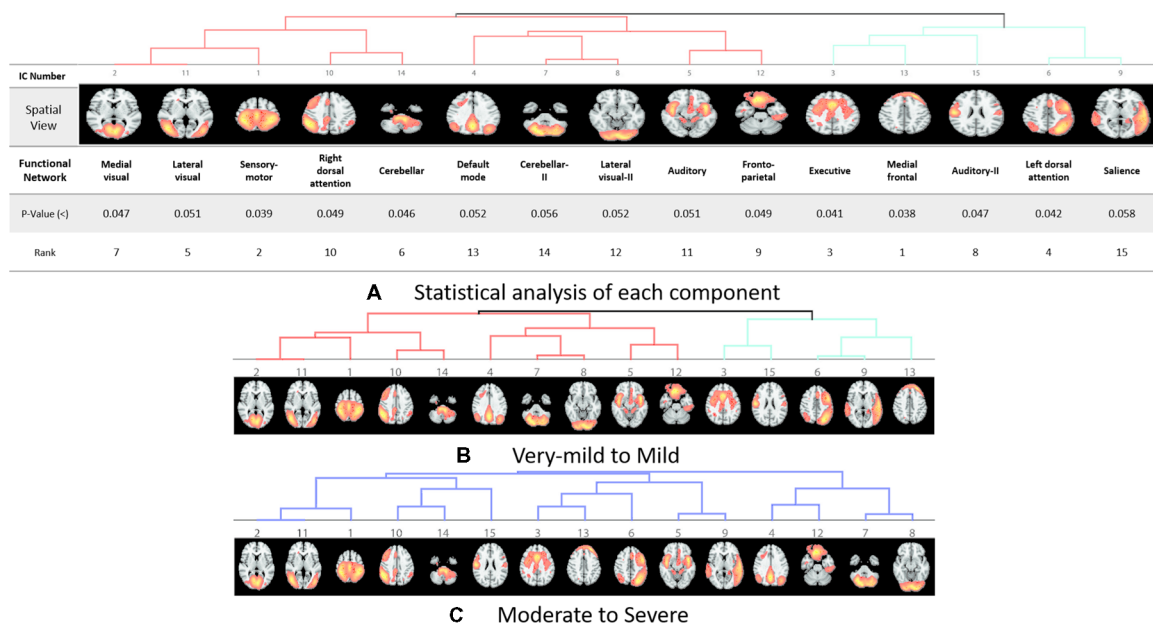 IC Number 2 11 1 10 14 4 7 8 5 12 3 13 15 6 9
Spatial
View
Functional Network Medial visual Lateral visual Sensory-motor Right dorsal attention Cerebellar Default mode Cerebellar-II Lateral visual-II Auditory Fronto-parietal Executive Medial frontal Auditory-II Left dorsal attention Salience
P-Value (<) 0.047 0.051 0.039 0.049 0.046 0.052 0.056 0.052 0.051 0.049 0.041 0.038 0.047 0.042 0.058
Rank 7 5 2 10 6 13 14 12 11 9 3 1 8 4 15
A Statistical analysis of each component
2 11 1 10 14 4 7 8 5 12 3 15 6 9 13
B Very-mild to Mild
2 11 1 10 14 15 3 13 6 5 9 4 12 7 8
C Moderate to Severe